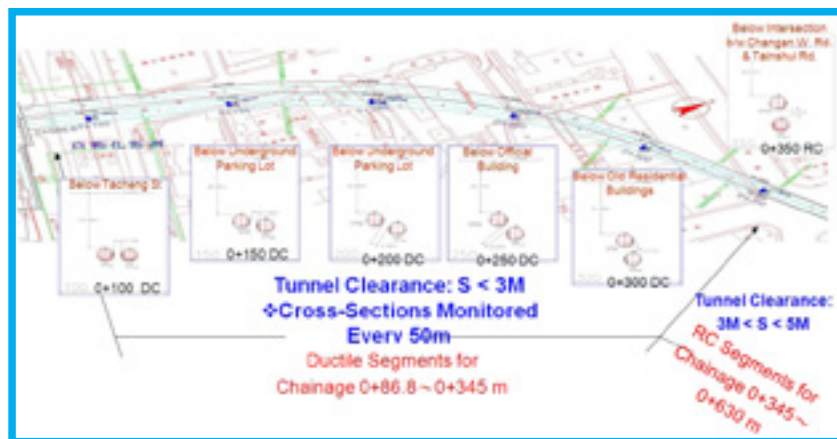 Below Intersection
b/w Changan W. Rd.
& Tamshui Rd.
0+350 RC
Below Tacheng St.
0+100 DC
Below Underground
Parking Lot
0+150 DC
Below Underground
Parking Lot
0+200 DC
Below Official
Building
0+250 DC
Below Old Residential
Buildings
0+300 DC
Tunnel Clearance: S < 3M
❖Cross-Sections Monitored
Every 50m
Ductile Segments for
Chainage 0+86.8~0+345 m
Tunnel Clearance:
3M < S < 5M
RC Segments for
Chainage 0+345~
0+630 m